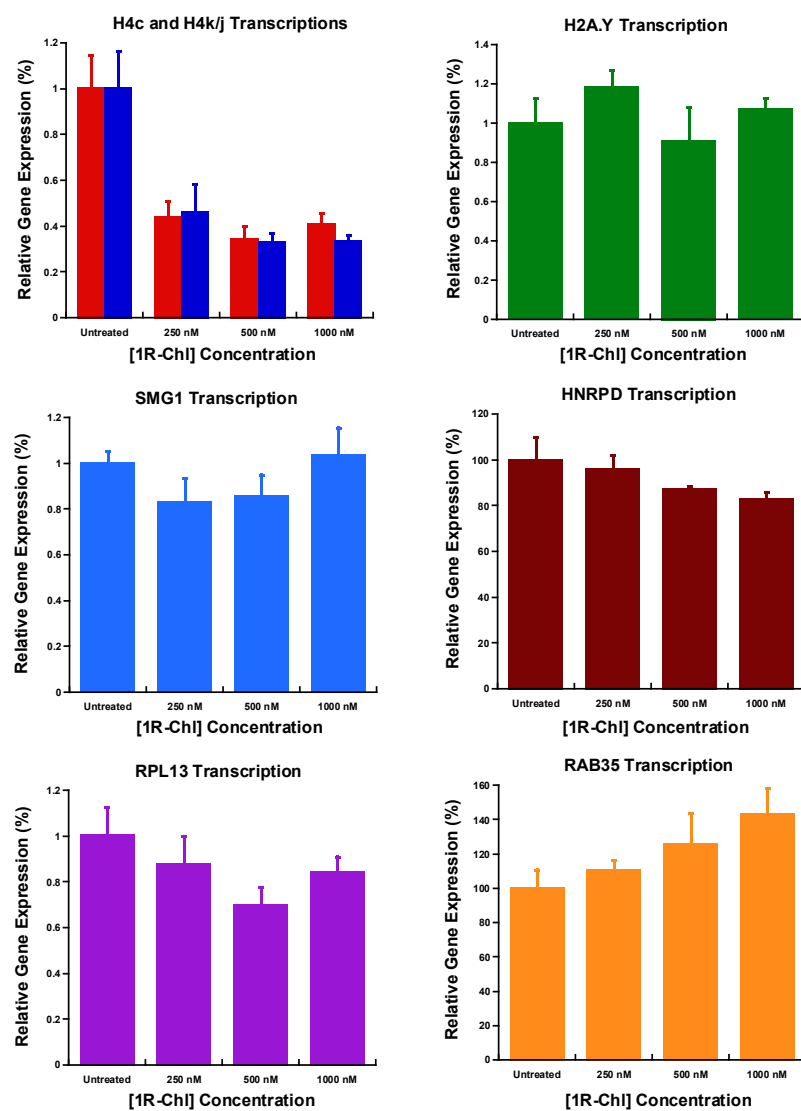 H4c and H4k/j Transcriptions
Relative Gene Expression (%)
1.2
1
0.8
0.6
0.4
0.2
0
Untreated 250 nM 500 nM 1000 nM
[1R-Chl] Concentration
H2A.Y Transcription
Relative Gene Expression (%)
1.4
1.2
1
0.8
0.6
0.4
0.2
0
Untreated 250 nM 500 nM 1000 nM
[1R-Chl] Concentration
SMG1 Transcription
Relative Gene Expression (%)
1.2
1
0.8
0.6
0.4
0.2
0
Untreated 250 nM 500 nM 1000 nM
[1R-Chl] Concentration
HNRPD Transcription
Relative Gene Expression (%)
120
100
80
60
40
20
0
Untreated 250 nM 500 nM 1000 nM
[1R-Chl] Concentration
RPL13 Transcription
Relative Gene Expression (%)
1.2
1
0.8
0.6
0.4
0.2
0
Untreated 250 nM 500 nM 1000 nM
[1R-Chl] Concentration
RAB35 Transcription
Relative Gene Expression (%)
160
140
120
100
80
60
40
20
0
Untreated 250 nM 500 nM 1000 nM
[1R-Chl] Concentration